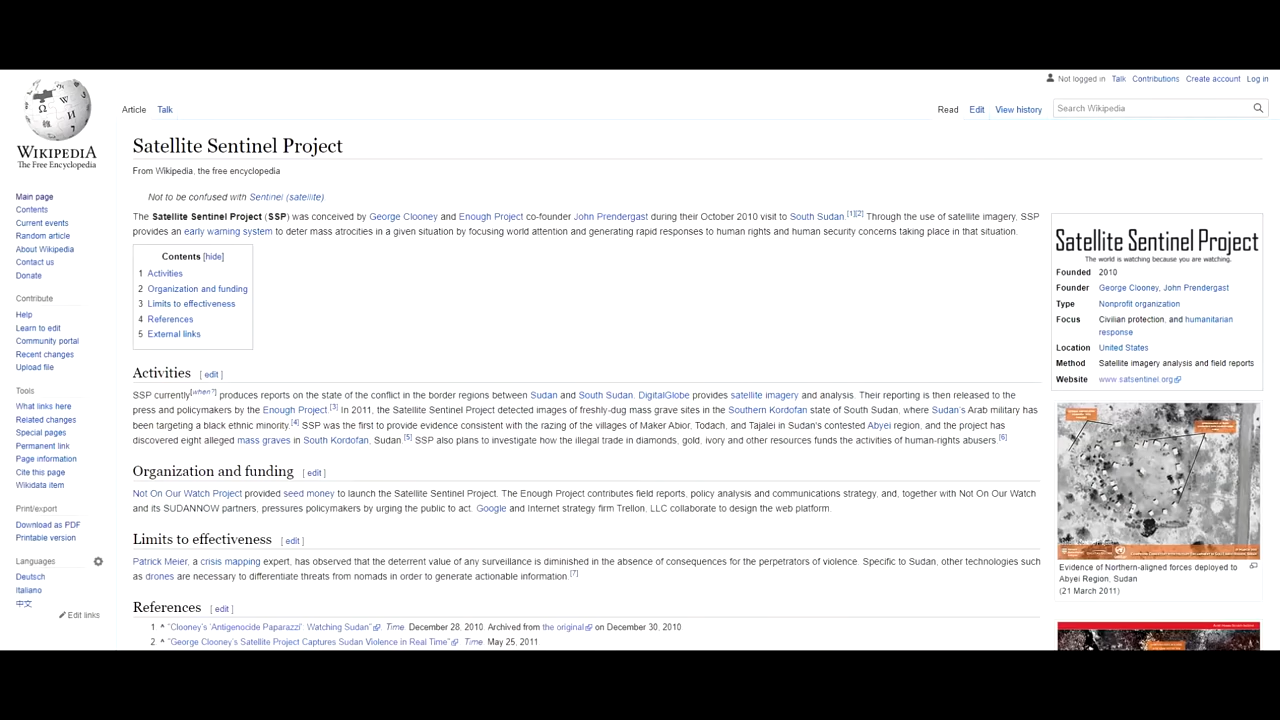 Not logged in Talk Contributions Create account Log in
Article Talk
Read Edit View history
Search Wikipedia
WIKIPEDIA
The Free Encyclopedia
Main page
Contents
Current events
Random article
About Wikipedia
Contact us
Donate
Contribute
Help
Learn to edit
Community portal
Recent changes
Upload file
Tools
What links here
Related changes
Special pages
Permanent link
Page information
Cite this page
Wikidata item
Print/export
Download as PDF
Printable version
Languages
Deutsch
Italiano
中文
Edit links
Satellite Sentinel Project
From Wikipedia, the free encyclopedia
Not to be confused with Sentinel (satellite)
The Satellite Sentinel Project (SSP) was conceived by George Clooney and Enough Project co-founder John Prendergast during their October 2010 visit to South Sudan.[1][2] Through the use of satellite imagery, SSP
provides an early warning system to deter mass atrocities in a given situation by focusing world attention and generating rapid responses to human rights and human security concerns taking place in that situation.
Contents [hide]
1 Activities
2 Organization and funding
3 Limits to effectiveness
4 References
5 External links
Activities [ edit ]
SSP currently[when?] produces reports on the state of the conflict in the border regions between Sudan and South Sudan. DigitalGlobe provides satellite imagery and analysis. Their reporting is then released to the
press and policymakers by the Enough Project.[3] In 2011, the Satellite Sentinel Project detected images of freshly-dug mass grave sites in the Southern Kordofan state of South Sudan, where Sudan's Arab military has
been targeting a black ethnic minority.[4] SSP was the first to provide evidence consistent with the razing of the villages of Maker Abior, Todach, and Tajalei in Sudan's contested Abyei region, and the project has
discovered eight alleged mass graves in South Kordofan, Sudan.[5] SSP also plans to investigate how the illegal trade in diamonds, gold, ivory and other resources funds the activities of human-rights abusers.[6]
Organization and funding [ edit ]
Not On Our Watch Project provided seed money to launch the Satellite Sentinel Project. The Enough Project contributes field reports, policy analysis and communications strategy, and, together with Not On Our Watch
and its SUDANNOW partners, pressures policymakers by urging the public to act. Google and Internet strategy firm Trellon, LLC collaborate to design the web platform.
Limits to effectiveness [ edit ]
Patrick Meier, a crisis mapping expert, has observed that the deterrent value of any surveillance is diminished in the absence of consequences for the perpetrators of violence. Specific to Sudan, other technologies such
as drones are necessary to differentiate threats from nomads in order to generate actionable information.[7]
References [ edit ]
1 ^ "Clooney's 'Antigenocide Paparazzi': Watching Sudan". Time. December 28, 2010. Archived from the original on December 30, 2010
2 ^ "George Clooney's Satellite Project Captures Sudan Violence in Real Time". Time. May 25, 2011
Satellite Sentinel Project
The world is watching because you are watching.
Founded 2010
Founder George Clooney, John Prendergast
Type Nonprofit organization
Focus Civilian protection, and humanitarian
response
Location United States
Method Satellite imagery analysis and field reports
Website www.satsentinel.org
Evidence of Northern-aligned forces deployed to
Abyei Region, Sudan
(21 March 2011)